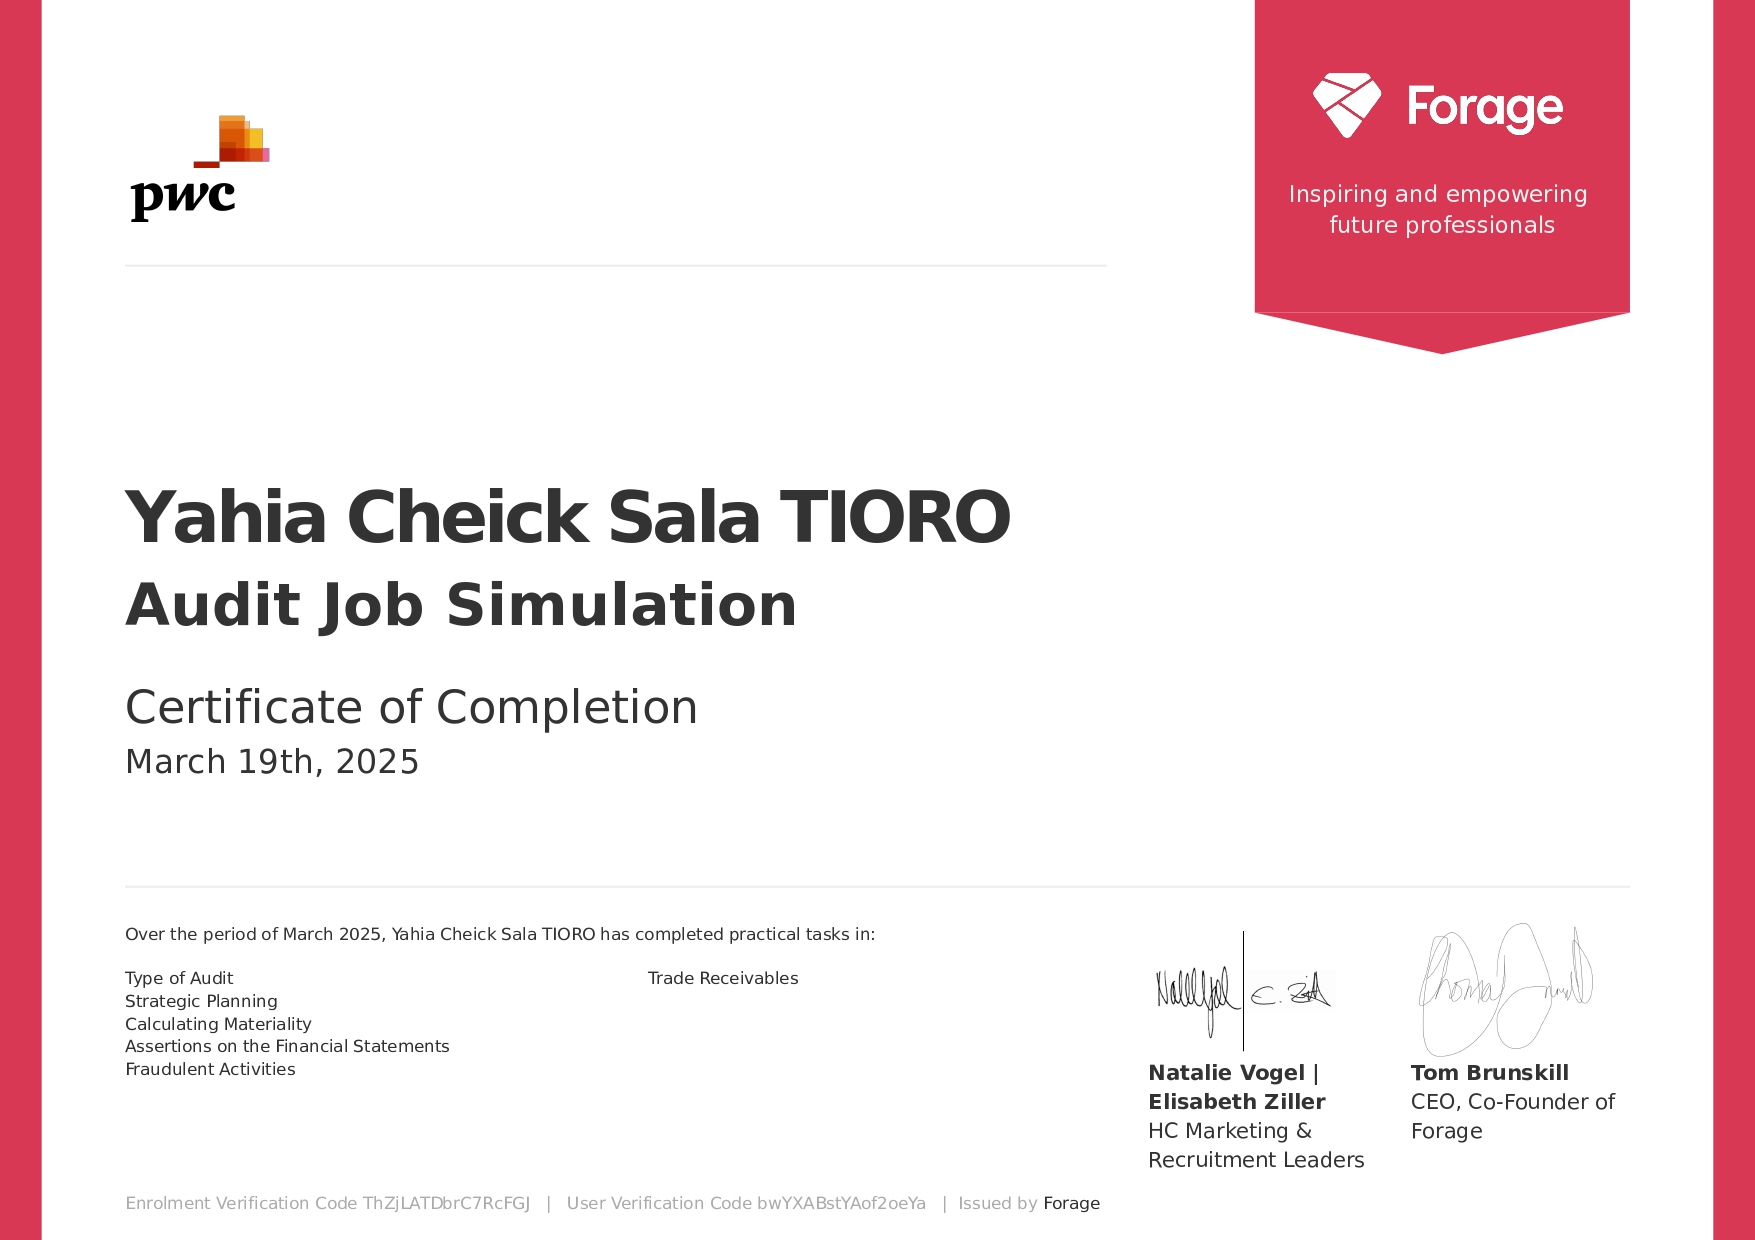 pwc
Forage
Inspiring and empowering
future professionals
Yahia Cheick Sala TIORO
Audit Job Simulation
Certificate of Completion
March 19th, 2025
Over the period of March 2025, Yahia Cheick Sala TIORO has completed practical tasks in:
Type of Audit
Strategic Planning
Calculating Materiality
Assertions on the Financial Statements
Fraudulent Activities
Trade Receivables
E. Zill
Natalie Vogel |
Elisabeth Ziller
HC Marketing &
Recruitment Leaders
Tom Brunskill
CEO, Co-Founder of
Forage
Enrolment Verification Code ThZjLATDbrC7RcFGJ | User Verification Code bwYXABstYAof2oeYa | Issued by Forage